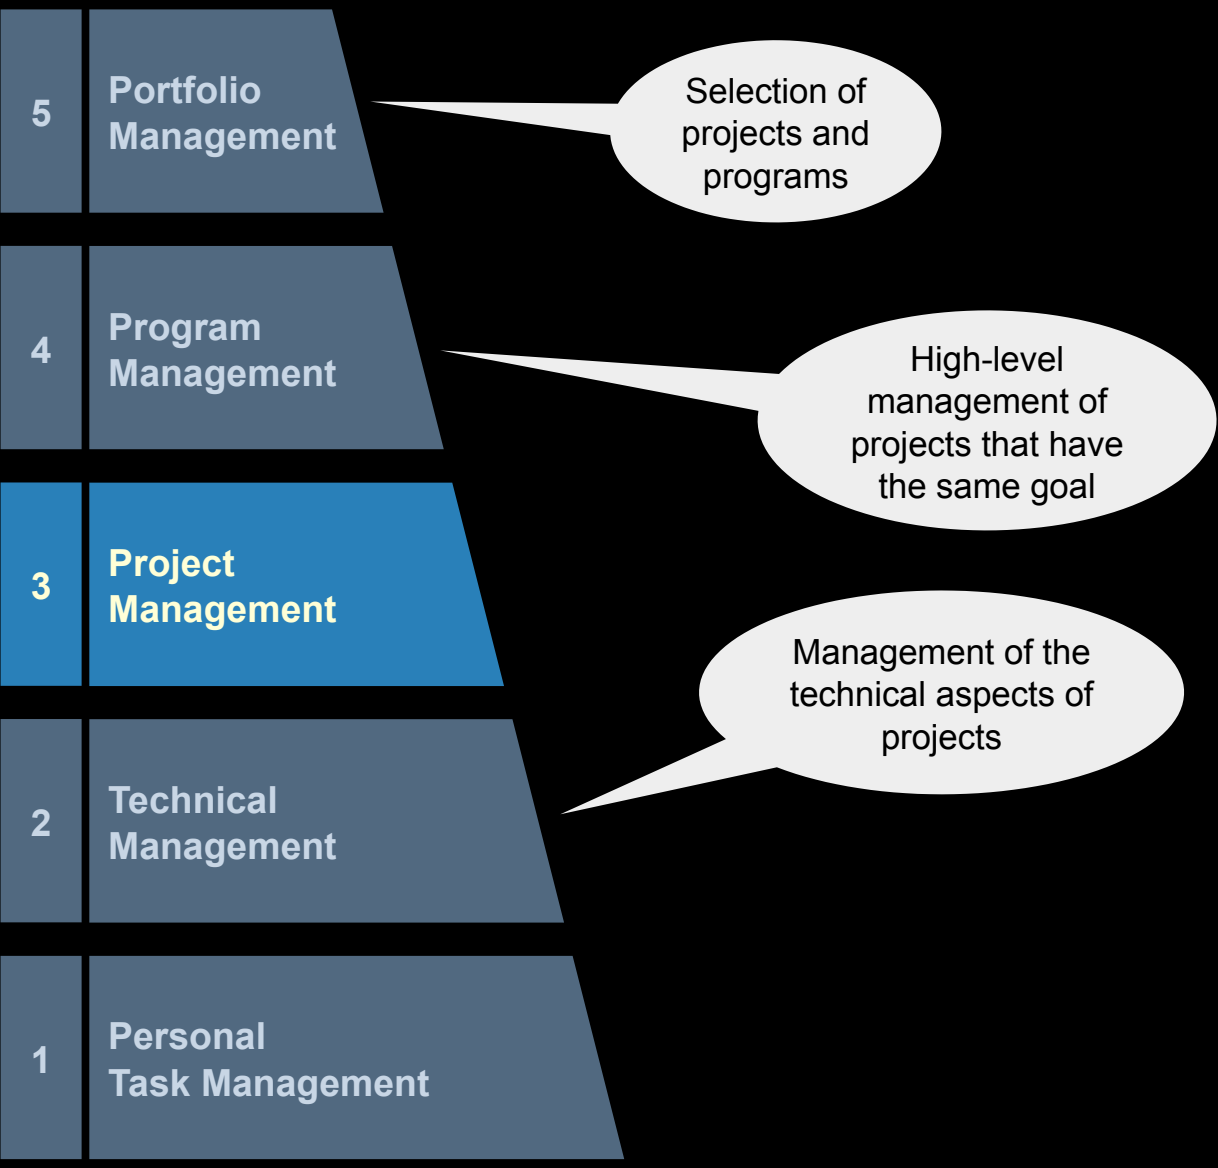 5
Portfolio
Management
Selection of
projects and
programs
4
Program
Management
High-level
management of
projects that have
the same goal
3
Project
Management
Management of the
technical aspects of
projects
2
Technical
Management
1
Personal
Task Management